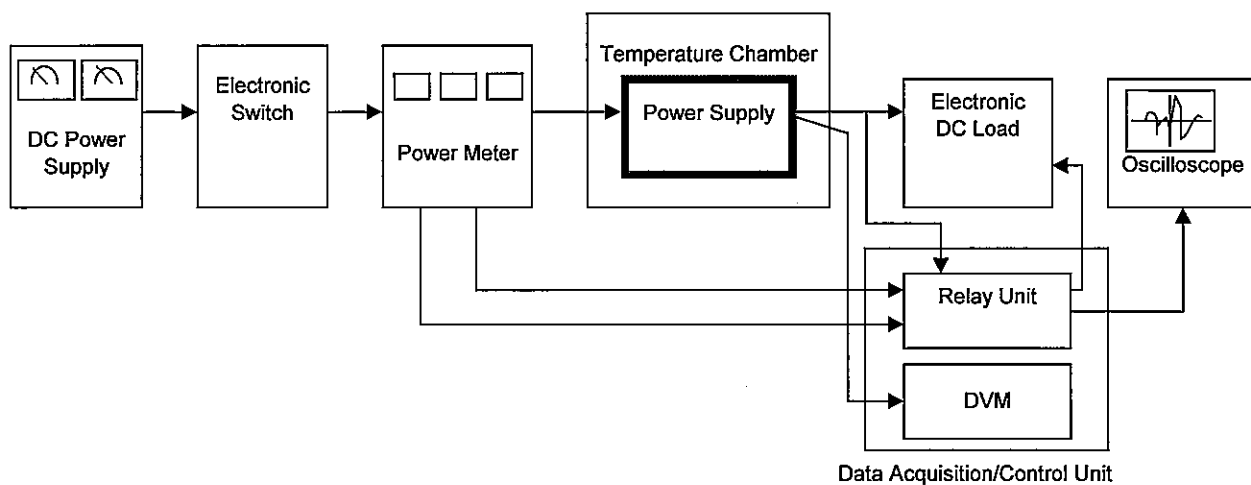 DC Power
Supply
Electronic
Switch
Power Meter
Temperature Chamber
Power Supply
Electronic
DC Load
Oscilloscope
Relay Unit
DVM
Data Acquisition/Control Unit